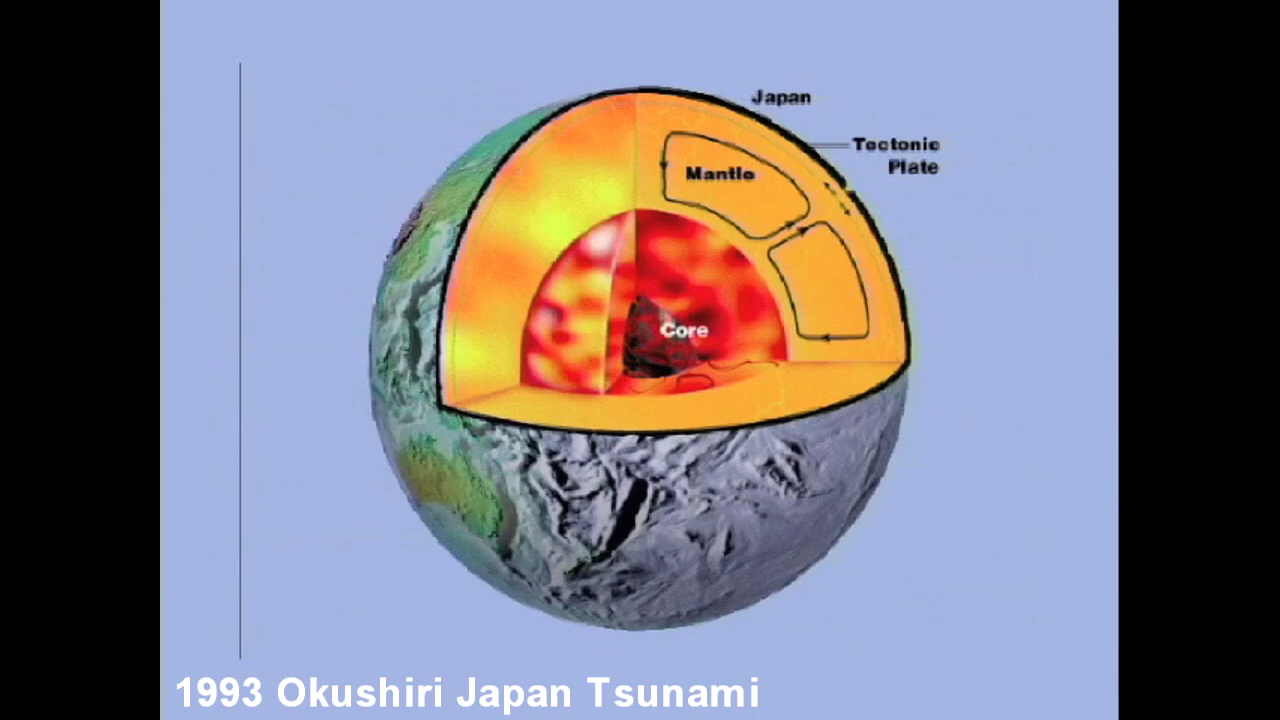 Japan
Tectonic
Plate
Mantle
Core
1993 Okushiri Japan Tsunami